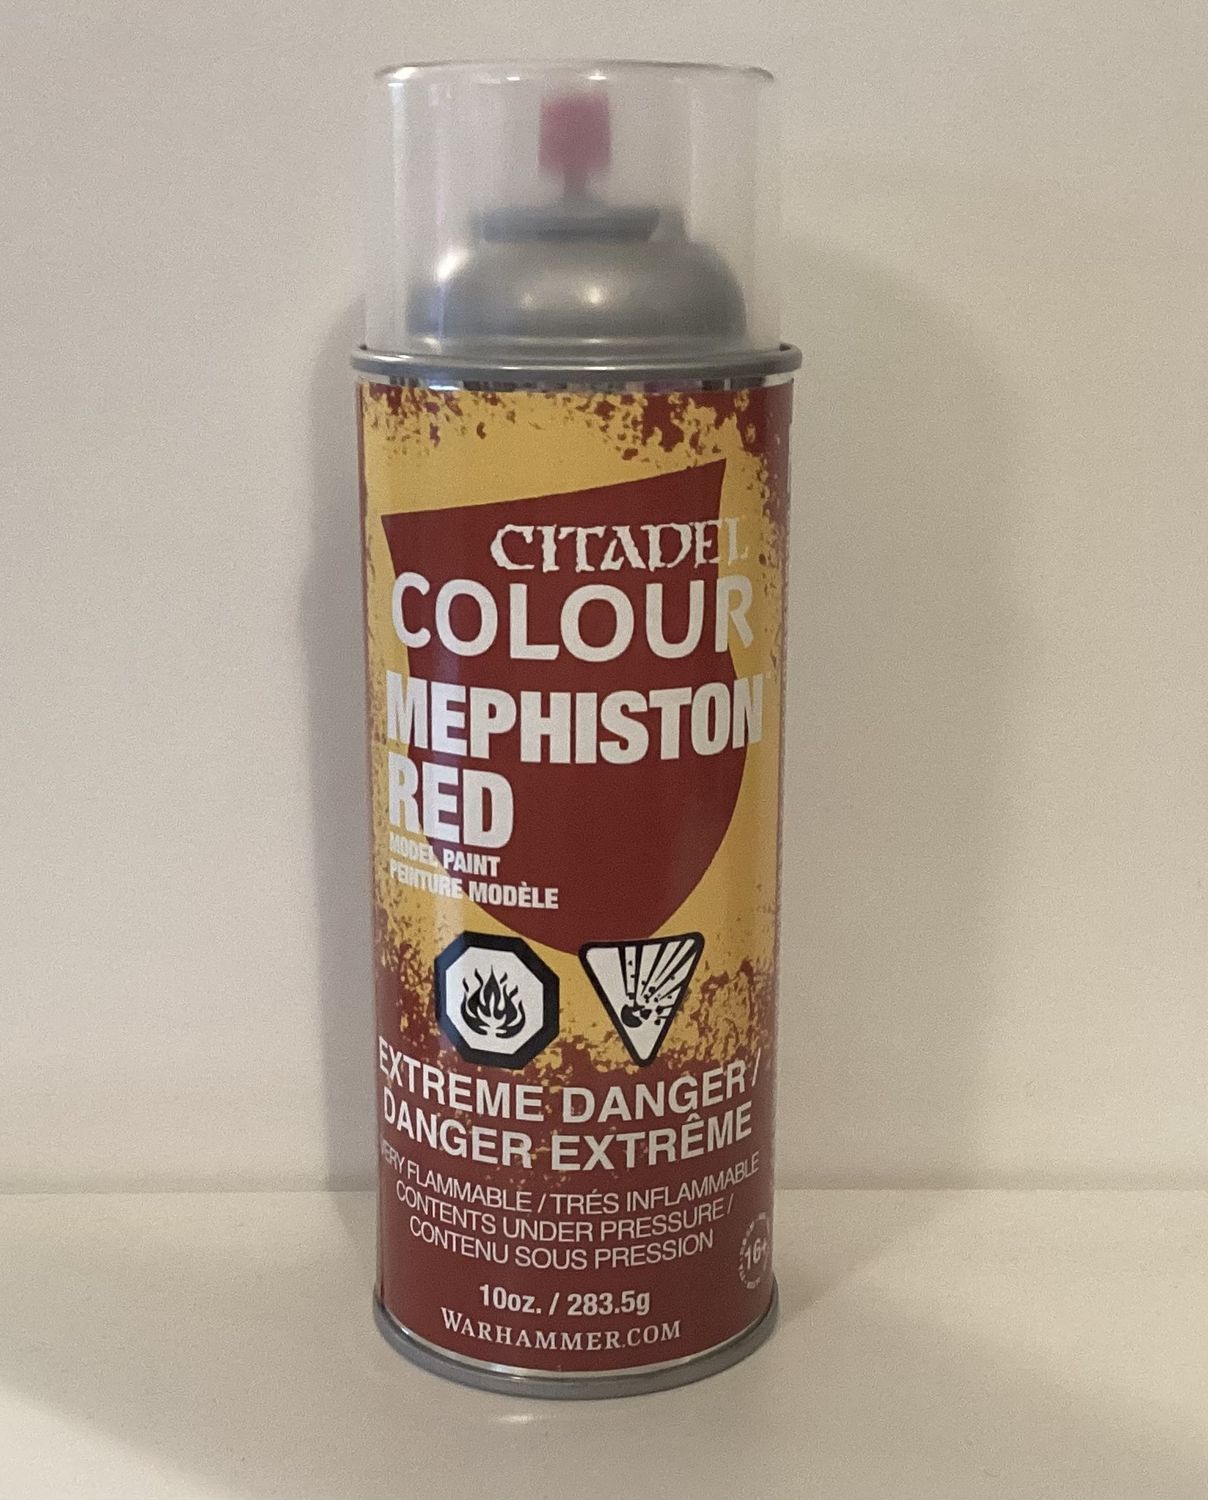 CITADEL
COLOUR
MEPHISTON
RED
MODEL PAINT
PEINTURE MODÈLE
EXTREME DANGER /
DANGER EXTRÊME
VERY FLAMMABLE / TRÉS INFLAMMABLE
CONTENTS UNDER PRESSURE /
CONTENU SOUS PRESSION
16+
10oz. / 283.5g
WARHAMMER.COM